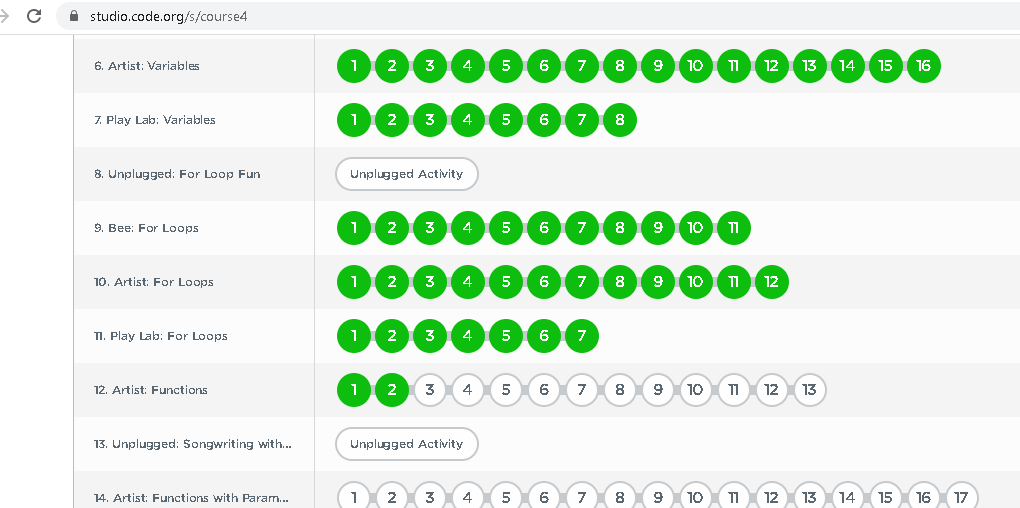 studio.code.org/s/course4
6. Artist: Variables 1 2 3 4 5 6 7 8 9 10 11 12 13 14 15 16
7. Play Lab: Variables 1 2 3 4 5 6 7 8
8. Unplugged: For Loop Fun Unplugged Activity
9. Bee: For Loops 1 2 3 4 5 6 7 8 9 10 11
10. Artist: For Loops 1 2 3 4 5 6 7 8 9 10 11 12
11. Play Lab: For Loops 1 2 3 4 5 6 7
12. Artist: Functions 1 2 3 4 5 6 7 8 9 10 11 12 13
13. Unplugged: Songwriting with... Unplugged Activity
14. Artist: Functions with Param... 1 2 3 4 5 6 7 8 9 10 11 12 13 14 15 16 17